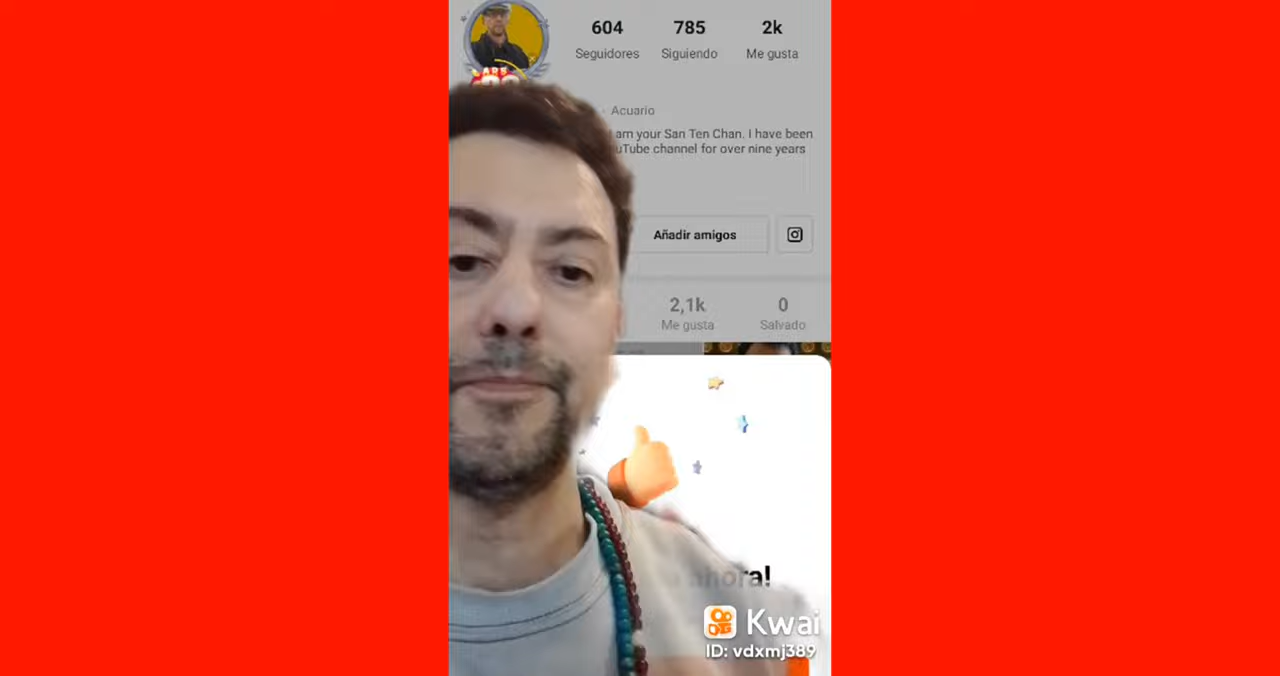 604 785 2k
Seguidores Siguiendo Me gusta
Acuario
am your San Ten Chan. I have been
uTube channel for over nine years
Añadir amigos
2,1k 0
Me gusta Salvado
ahora!
Kwai
ID: vdxmj389